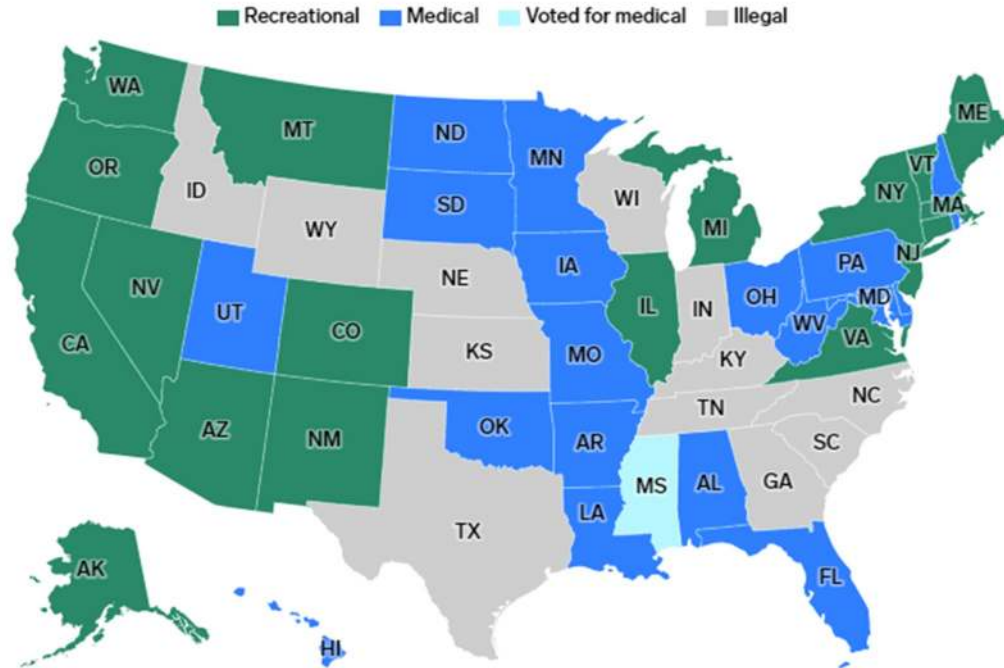 Recreational Medical Voted for medical Illegal
WA
MT
ND
MN
ME
OR
ID
WY
SD
WI
MI
VT
NY
MA
NV
UT
CO
NE
IA
IL
IN
OH
PA
NJ
MD
WV
VA
CA
KS
MO
KY
AZ
NM
OK
AR
TN
NC
SC
TX
LA
MS
AL
GA
AK
HI
FL